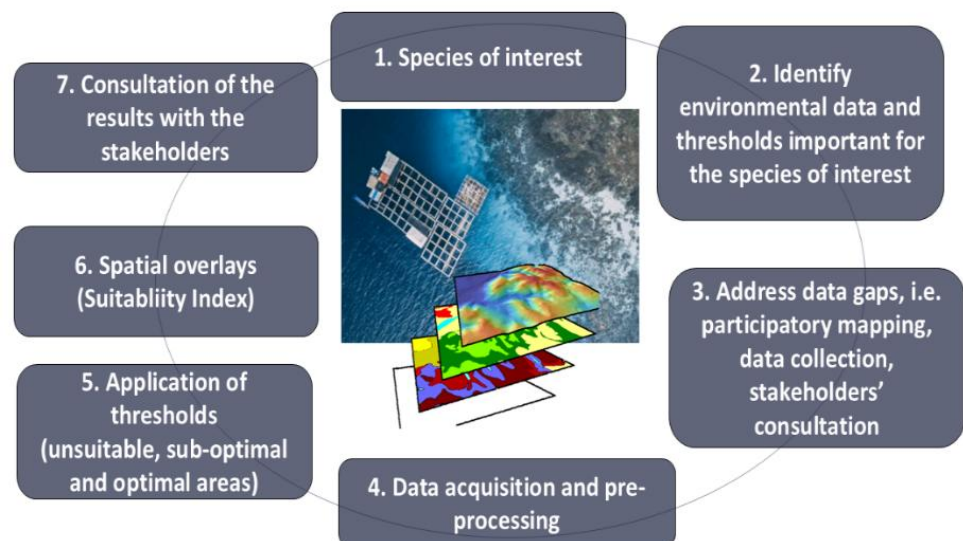 1. Species of interest
2. Identify
environmental data and
thresholds important for
the species of interest
3. Address data gaps, i.e.
participatory mapping,
data collection,
stakeholders’
consultation
4. Data acquisition and pre-
processing
5. Application of
thresholds
(unsuitable, sub-optimal
and optimal areas)
6. Spatial overlays
(Suitabliity Index)
7. Consultation of the
results with the
stakeholders